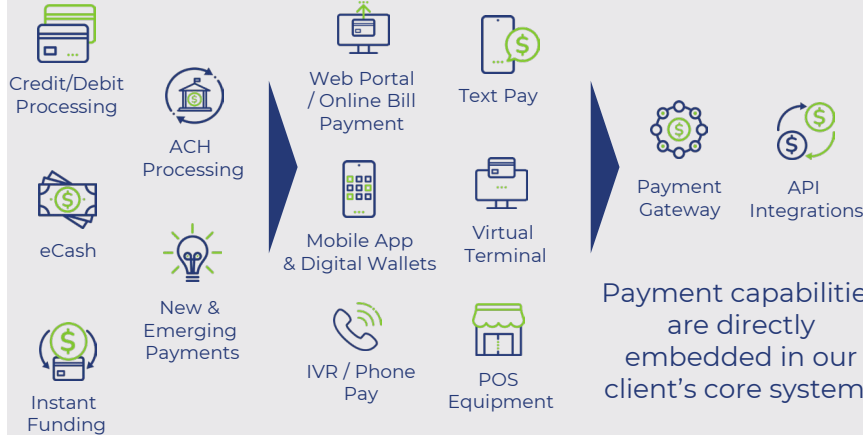 Credit/Debit
Processing
ACH
Processing
eCash
New &
Emerging
Payments
Instant
Funding
Web Portal
/ Online Bill
Payment
Text Pay
Mobile App
& Digital Wallets
Virtual
Terminal
IVR / Phone
Pay
POS
Equipment
Payment
Gateway
API
Integrations
Payment capabilitie
are directly
embedded in our
client's core system